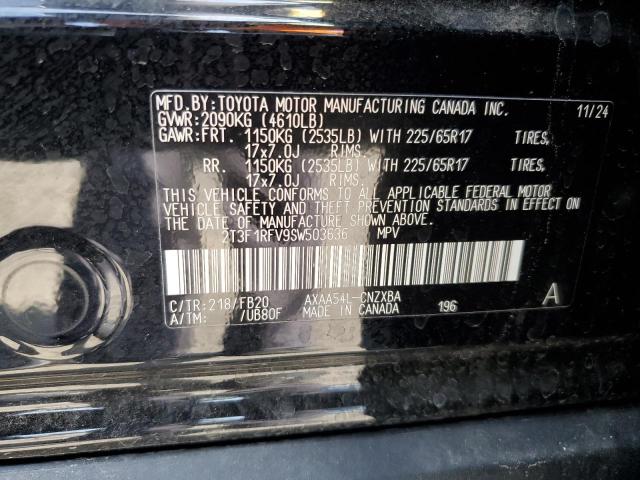 MFD.BY:TOYOTA MOTOR MANUFACTURING CANADA INC. 11/24
GVWR:2090KG (4610LB)
GAWR:FRT. 1150KG (2535LB) WITH 225/65R17 TIRES,
17x7.0J RIMS.
RR. 1150KG (2535LB) WITH 225/65R17 TIRES,
17x7.0J RIMS.
THIS VEHICLE CONFORMS TO ALL APPLICABLE FEDERAL MOTOR
VEHICLE SAFETY AND THEFT PREVENTION STANDARDS IN EFFECT ON
THE DATE OF MANUFACTURE SHOWN ABOVE.
2T3F1RFV9SW503636 MPV
C/TR:218/FB20 AXAA54L-CNZXBA
A/TM: /UB80F MADE IN CANADA 196 A